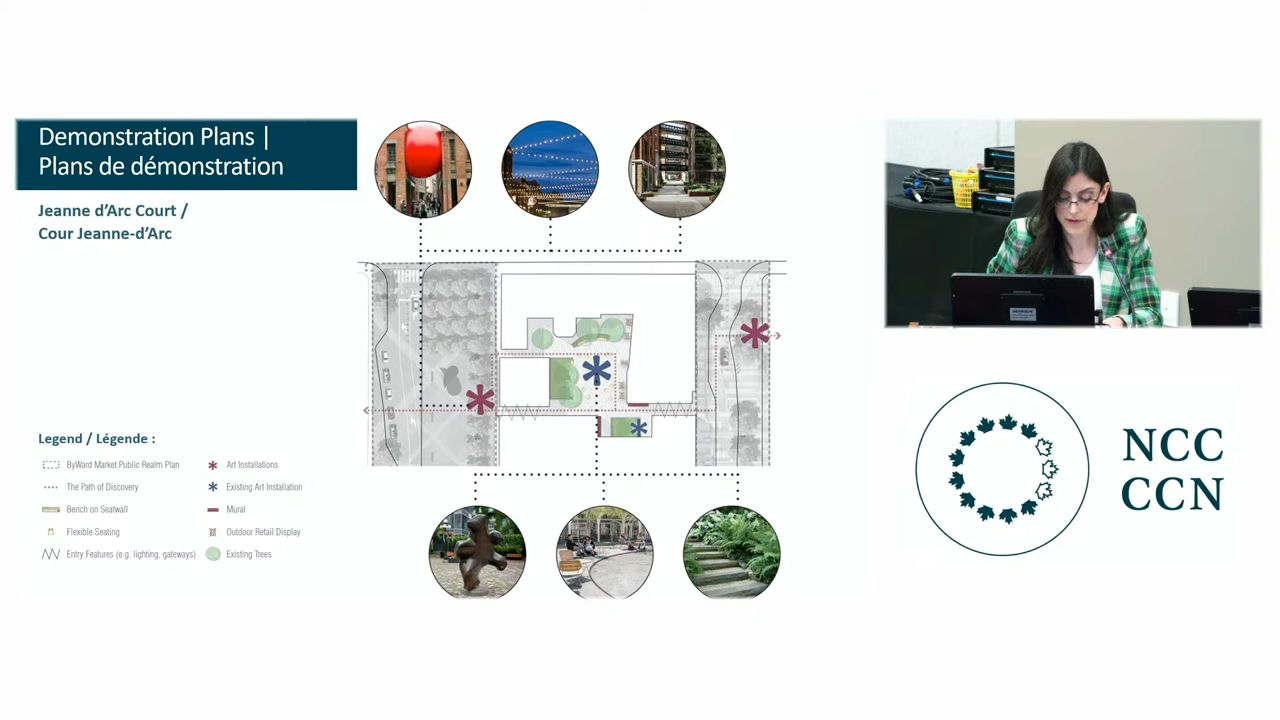 Demonstration Plans |
Plans de démonstration
Jeanne d'Arc Court /
Cour Jeanne-d'Arc
Legend / Légende :
ByWard Market Public Realm Plan
The Path of Discovery
Bench on Seatwall
Flexible Seating
Entry Features (e.g. lighting, gateways)
Art Installations
Existing Art Installation
Mural
Outdoor Retail Display
Existing Trees
NCC
CCN